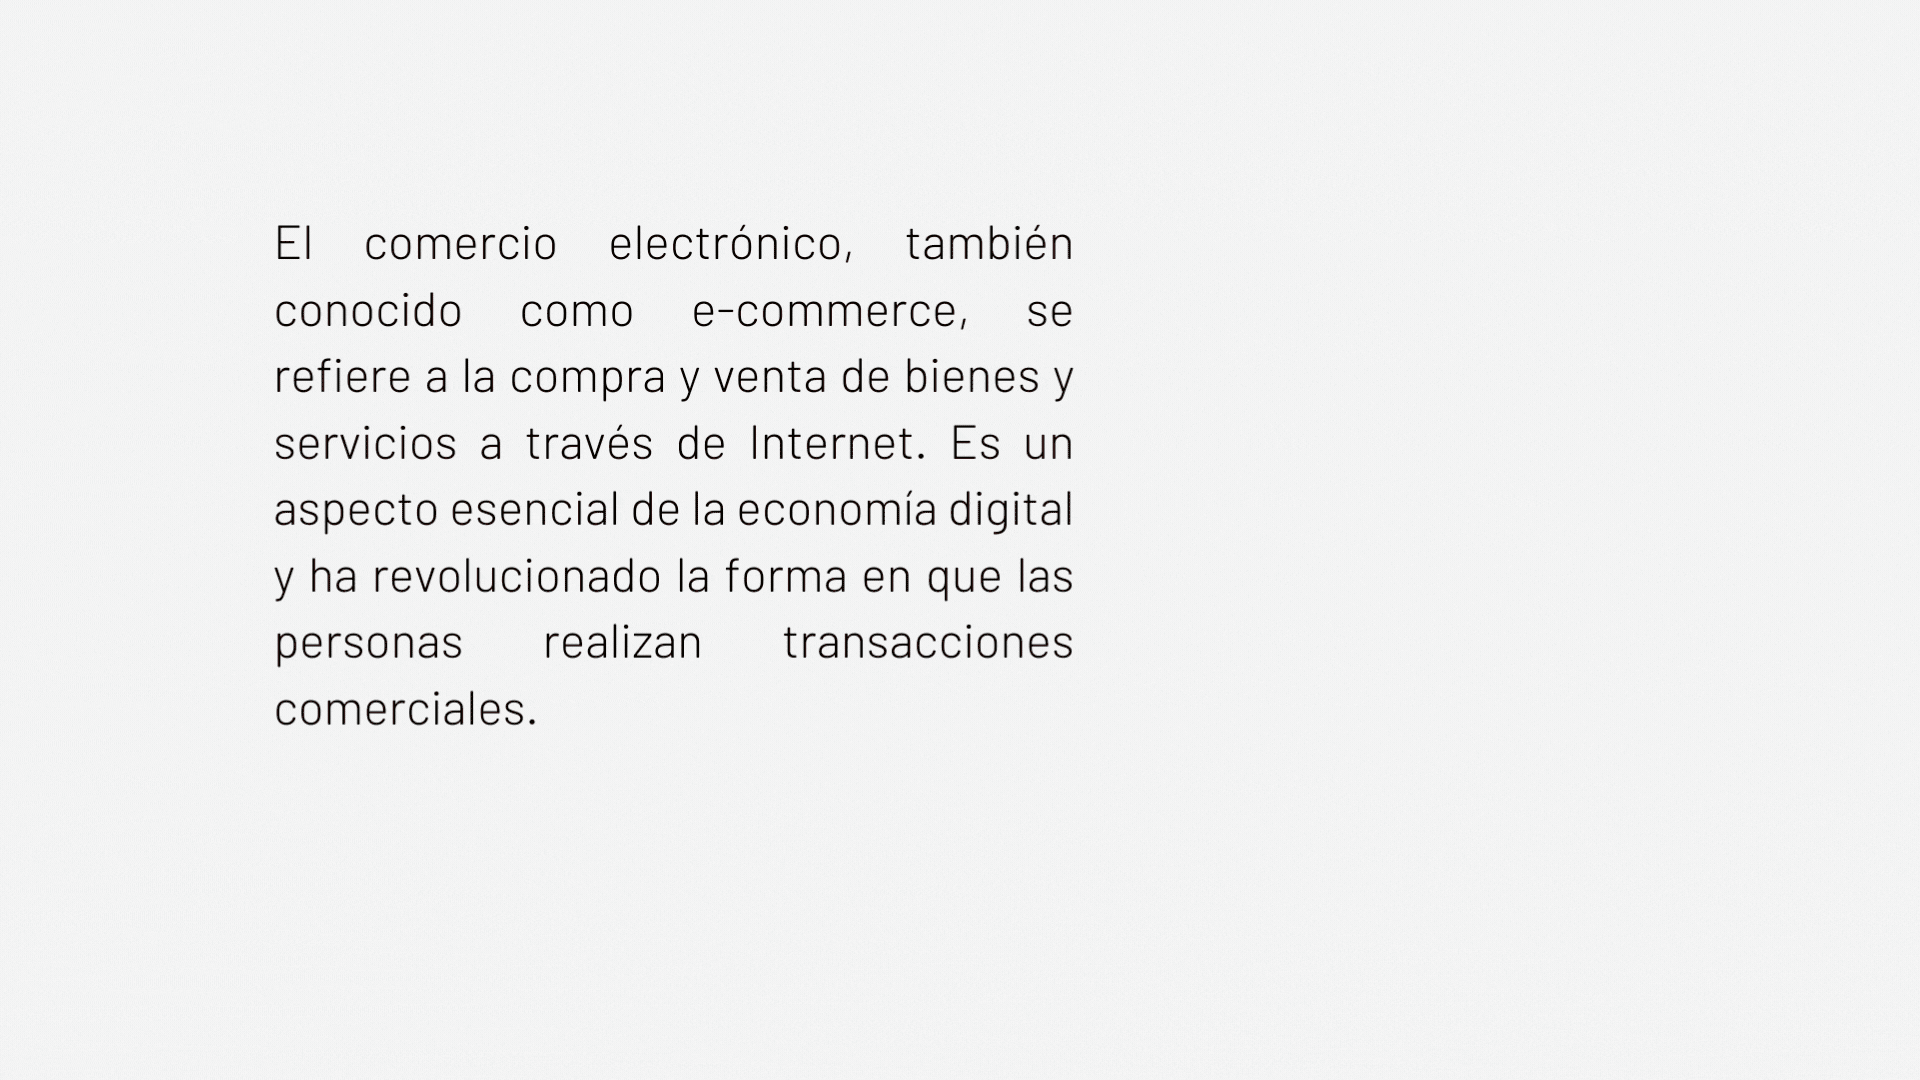 El comercio electrónico, también
conocido como e-commerce, se
refiere a la compra y venta de bienes y
servicios a través de Internet. Es un
aspecto esencial de la economía digital
y ha revolucionado la forma en que las
personas realizan transacciones
comerciales.